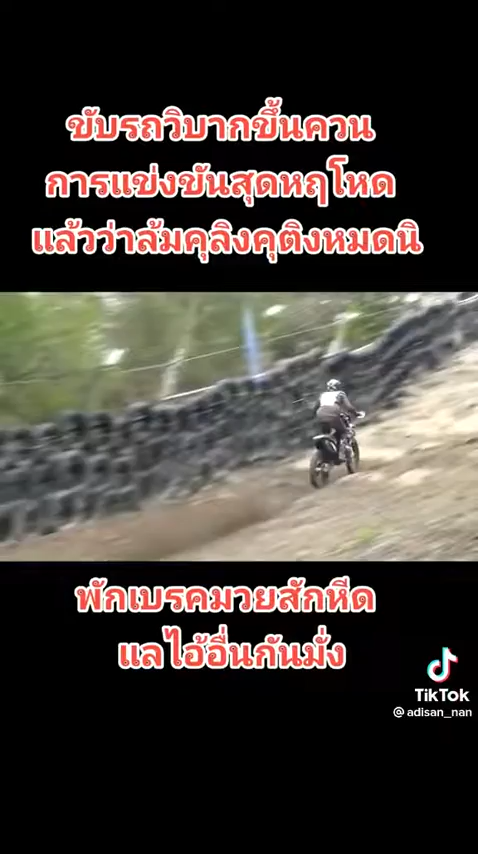 ขับรถวิบากขึ้นควน
การแข่งขันสุดหฤโหด
แล้วว่าล้มคุลิงคุติงหมดนิ
พักเบรคมวยสักหีด
แลไอ้อื่นกันมั่ง
TikTok
@adisan_nan